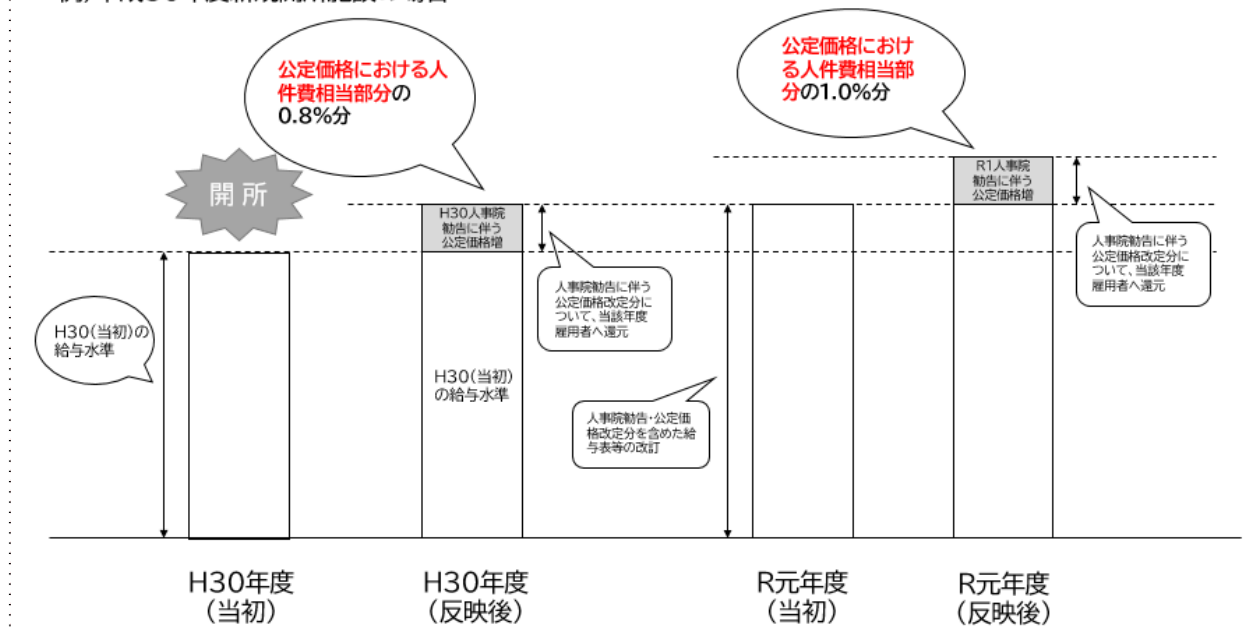 公定価格における人
件費相当部分の
0.8%分
公定価格におけ
る人件費相当部
分の1.0%分
開所
H30人事院
勧告に伴う
公定価格増
R1人事院
勧告に伴う
公定価格増
人事院勧告に伴う
公定価格改定分に
ついて、当該年度
雇用者へ還元
人事院勧告に伴う
公定価格改定分に
ついて、当該年度
雇用者へ還元
H30(当初)の
給与水準
H30(当初)
の給与水準
人事院勧告・公定価
格改定分を含めた給
与表等の改訂
H30年度
(当初)
H30年度
(反映後)
R元年度
(当初)
R元年度
(反映後)